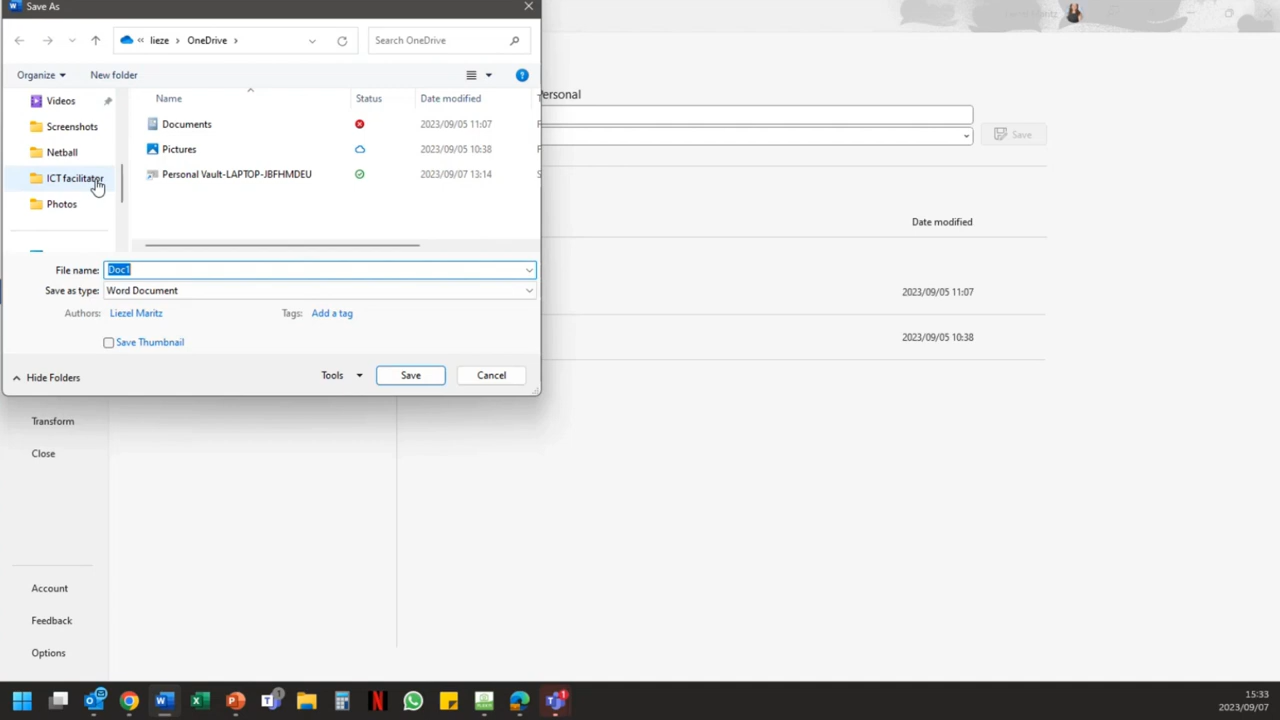 Save As
« lieze > OneDrive >
Search OneDrive
Organize
New folder
Videos
Screenshots
Netball
ICT facilitator
Photos
Name
Status
Date modified
Documents
2023/09/05 11:07
Pictures
2023/09/05 10:38
Personal Vault-LAPTOP-JBFHMDEU
2023/09/07 13:14
File name:
Doc1
Save as type:
Word Document
Authors:
Liezel Maritz
Tags:
Add a tag
Save Thumbnail
Hide Folders
Tools
Save
Cancel
ersonal
Save
Date modified
2023/09/05 11:07
2023/09/05 10:38
Transform
Close
Account
Feedback
Options
15:33
2023/09/07